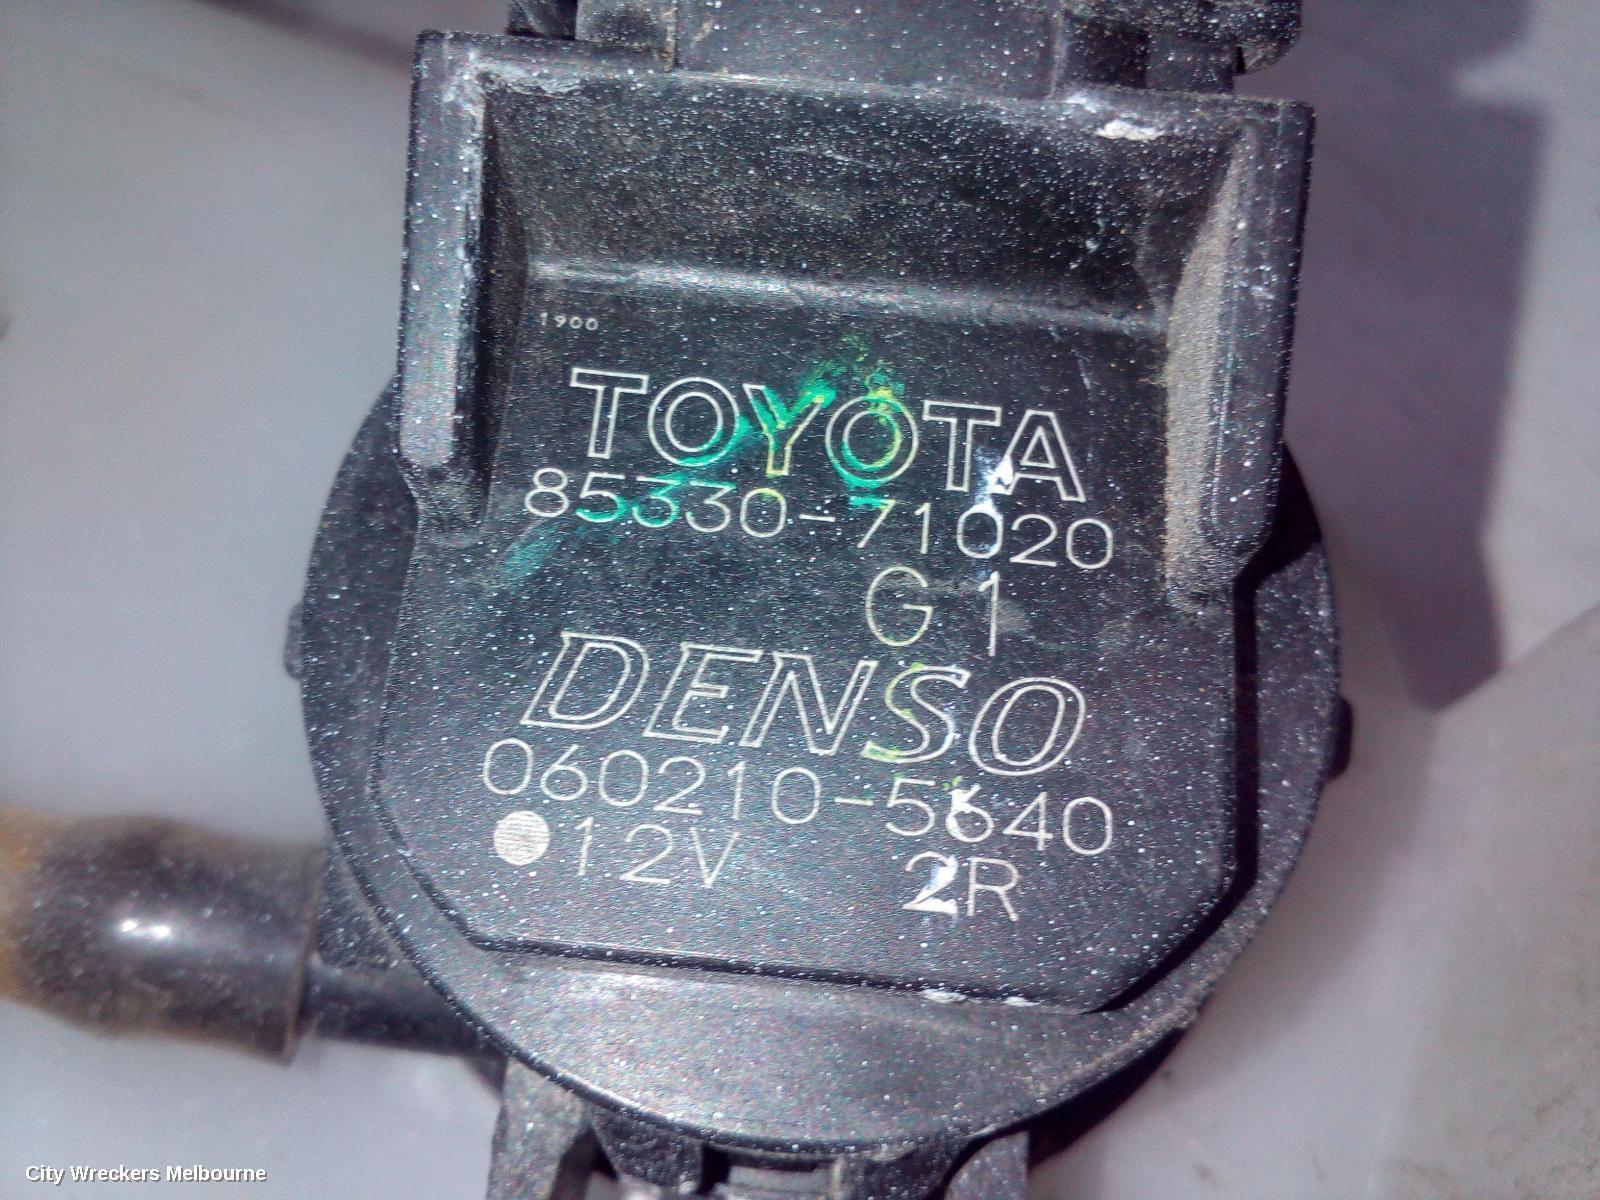 1900
TOYOTA
85330-71020
G1
DENSO
060210-5640
12V 2R
City Wreckers Melbourne